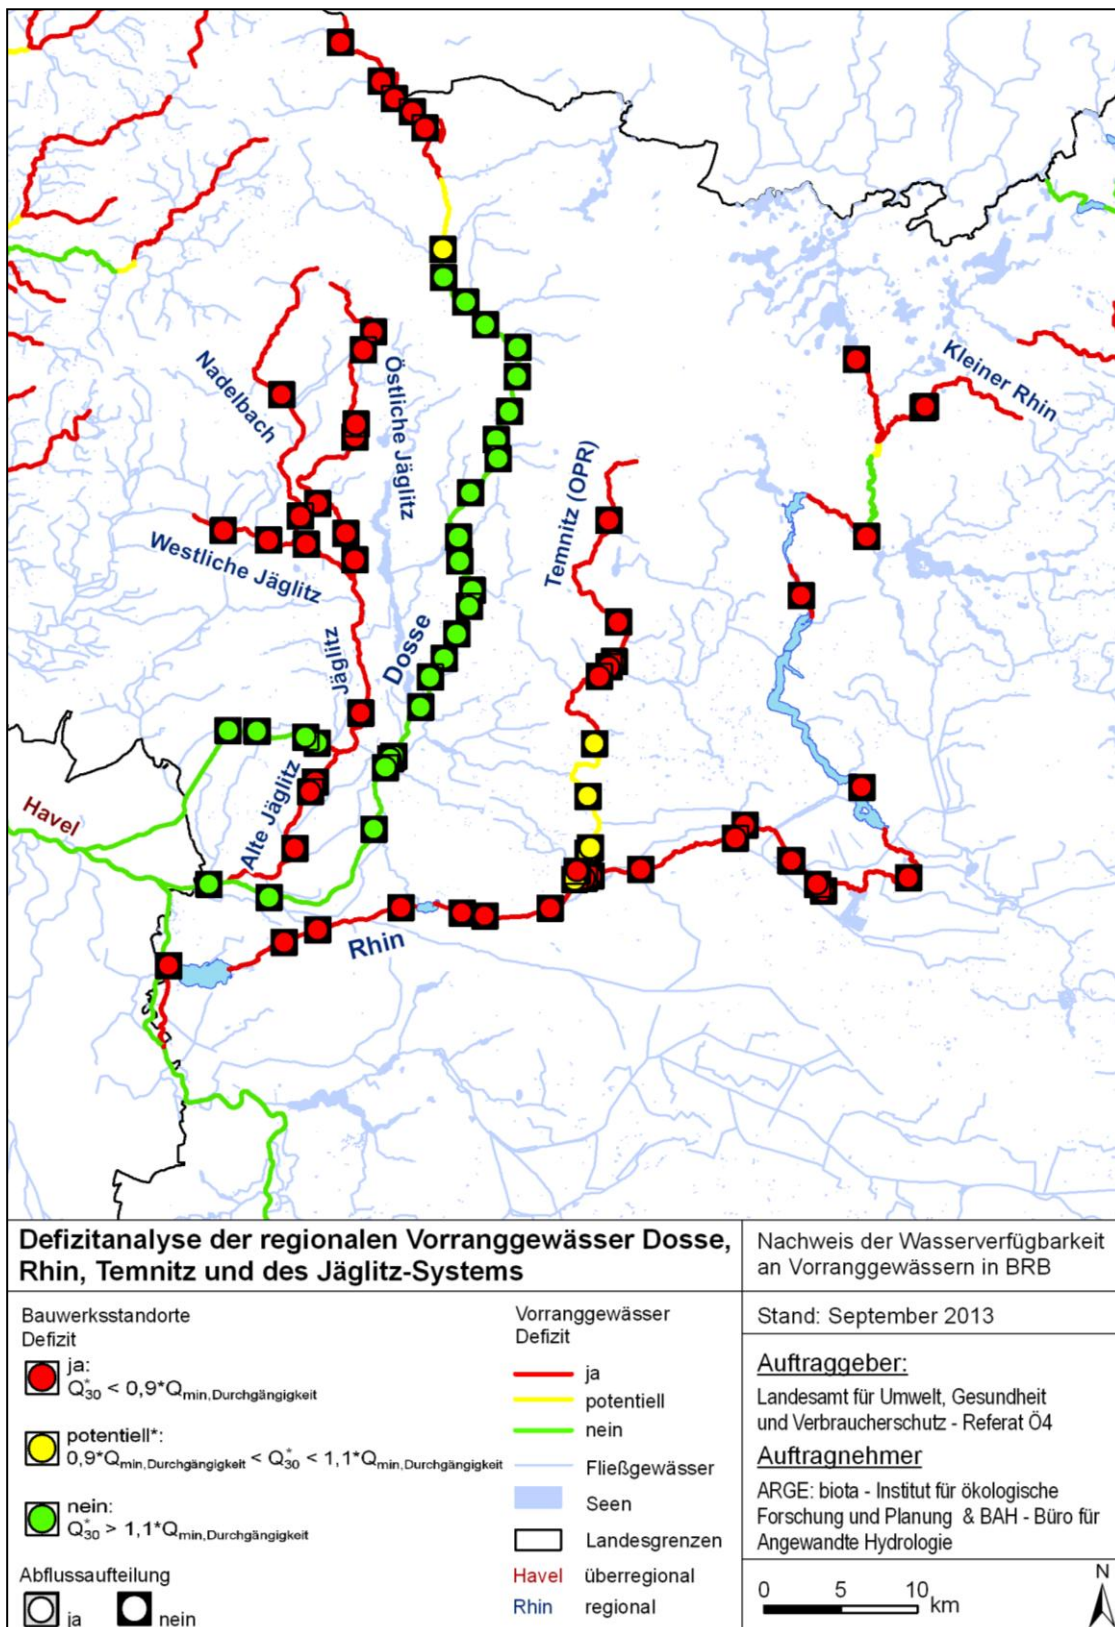 Nadelbach
Östliche Jäglitz
Kleiner Rhin
Temnitz (OPR)
Westliche Jäglitz
Jäglitz
Dosse
Havel
Alte Jäglitz
Rhin
Defizitanalyse der regionalen Vorranggewässer Dosse,
Rhin, Temnitz und des Jäglitz-Systems
Bauwerksstandorte
Defizit
ja:
Q*30 < 0,9*Qmin,Durchgängigkeit
potentiell*:
0,9*Qmin,Durchgängigkeit < Q*30 < 1,1*Qmin,Durchgängigkeit
nein:
Q*30 > 1,1*Qmin,Durchgängigkeit
Abflussaufteilung
ja nein
Vorranggewässer
Defizit
ja
potentiell
nein
Fließgewässer
Seen
Landesgrenzen
Havel überregional
Rhin regional
Nachweis der Wasserverfügbarkeit
an Vorranggewässern in BRB
Stand: September 2013
Auftraggeber:
Landesamt für Umwelt, Gesundheit
und Verbraucherschutz - Referat Ö4
Auftragnehmer
ARGE: biota - Institut für ökologische
Forschung und Planung & BAH - Büro für
Angewandte Hydrologie
0 5 10
km
N